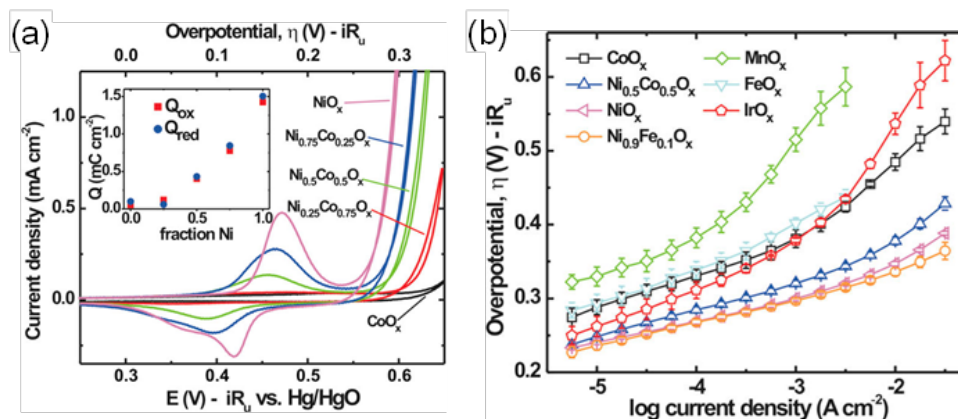 (a)
Overpotential, η (V) - iRᵤ
0.0 0.1 0.2 0.3
1.0
0.5
0.0
Current density (mA cm⁻²)
1.5
1.0
0.5
0.0
Q (mC cm⁻²)
Qₒₓ
Q_red
0.0 0.5 1.0
fraction Ni
NiOₓ
Ni₀.₇₅Co₀.₂₅Oₓ
Ni₀.₅Co₀.₅Oₓ
Ni₀.₂₅Co₀.₇₅Oₓ
CoOₓ
0.3 0.4 0.5 0.6
E (V) - iRᵤ vs. Hg/HgO
(b)
Overpotential, η (V) - iRᵤ
0.6
0.5
0.4
0.3
0.2
CoOₓ
Ni₀.₅Co₀.₅Oₓ
NiOₓ
Ni₀.₉Fe₀.₁Oₓ
MnOₓ
FeOₓ
IrOₓ
-5 -4 -3 -2
log current density (A cm⁻²)